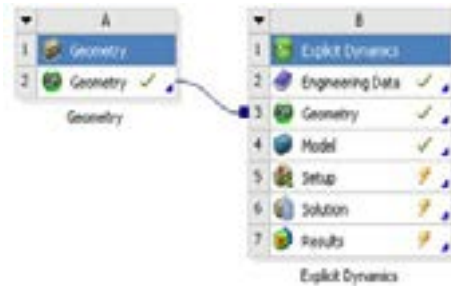 A
1 Geometry
2 Geometry
Geometry
B
1 Explicit Dynamics
2 Engineering Data
3 Geometry
4 Model
5 Setup
6 Solution
7 Results
Explicit Dynamics